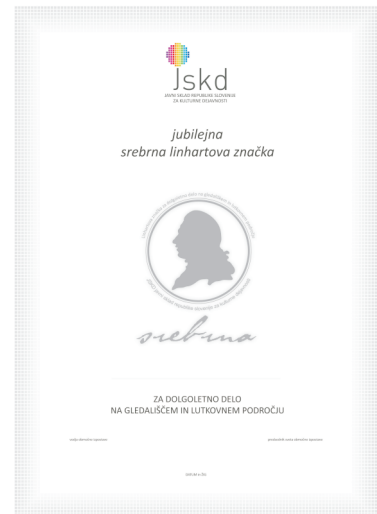 Jskd
JAVNI SKLAD REPUBLIKE SLOVENIJE
ZA KULTURNE DEJAVNOSTI
jubilejna
srebrna linhartova značka
srebrna
ZA DOLGOLETNO DELO
NA GLEDALIŠČEM IN LUTKOVNEM PODROČJU